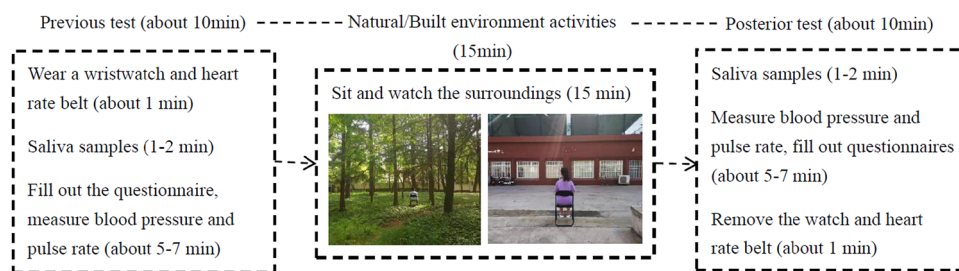 Previous test (about 10min)
Natural/Built environment activities
(15min)
Posterior test (about 10min)
Wear a wristwatch and heart
rate belt (about 1 min)
Saliva samples (1-2 min)
Fill out the questionnaire,
measure blood pressure and
pulse rate (about 5-7 min)
Sit and watch the surroundings (15 min)
Saliva samples (1-2 min)
Measure blood pressure and
pulse rate, fill out questionnaires
(about 5-7 min)
Remove the watch and heart
rate belt (about 1 min)